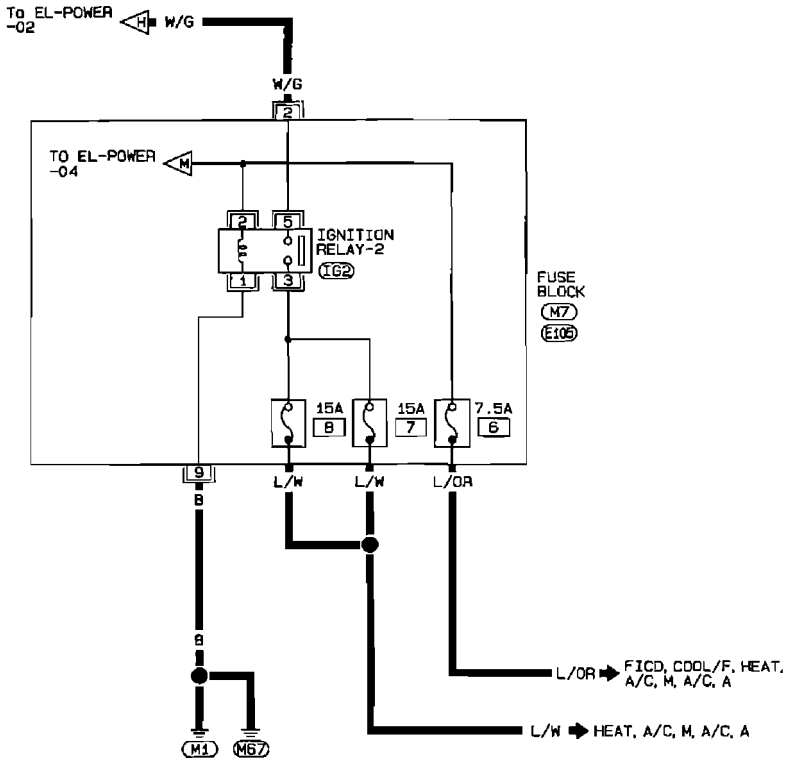 To EL-POWER
-02
H
W/G
W/G
2
TO EL-POWER
-04
M
2
5
IGNITION
RELAY-2
IG2
1
3
FUSE
BLOCK
M7
E105
15A
8
15A
7
7.5A
6
9
L/W
L/W
L/OR
B
B
L/OR
FICD, COOL/F, HEAT,
A/C, M, A/C, A
L/W
HEAT, A/C, M, A/C, A
M1
M67